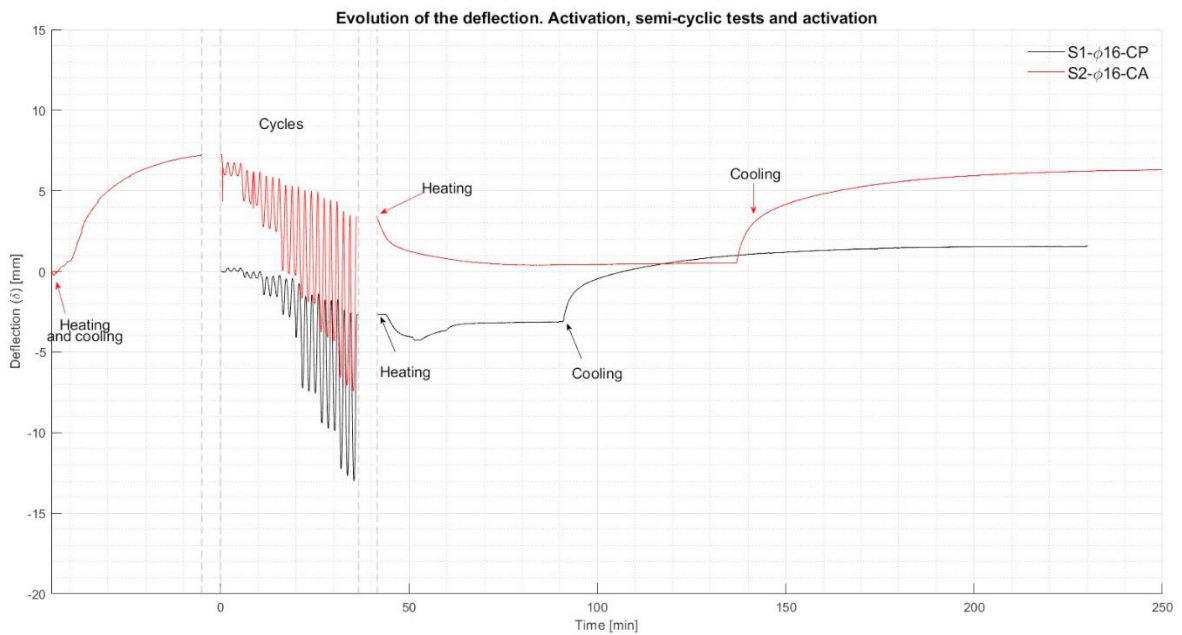 Evolution of the deflection. Activation, semi-cyclic tests and activation
15
10
5
0
-5
-10
-15
-20
Deflection (δ) [mm]
S1-ϕ16-CP
S2-ϕ16-CA
Cycles
Heating
Cooling
Heating
and cooling
Heating
Cooling
0
50
100
150
200
250
Time [min]